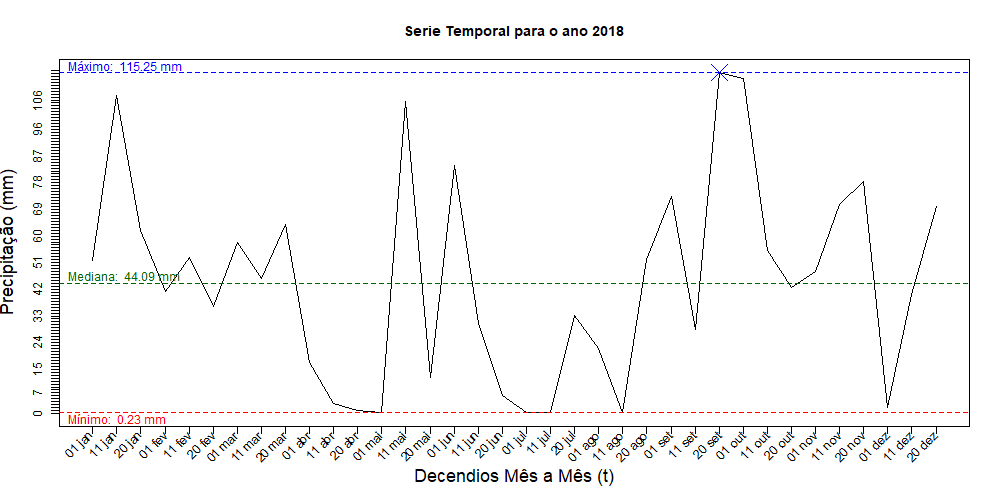 Serie Temporal para o ano 2018
Máximo: 115.25 mm
Mediana: 44.09 mm
Mínimo: 0.23 mm
Precipitação (mm)
106
96
87
78
69
60
51
42
33
24
15
7
0
01 jan
11 jan
20 jan
01 fev
11 fev
20 fev
01 mar
11 mar
20 mar
01 abr
11 abr
20 abr
01 mai
11 mai
20 mai
01 jun
11 jun
20 jun
01 jul
11 jul
20 jul
01 ago
11 ago
20 ago
01 set
11 set
20 set
01 out
11 out
20 out
01 nov
11 nov
20 nov
01 dez
11 dez
20 dez
Decendios Mês a Mês (t)